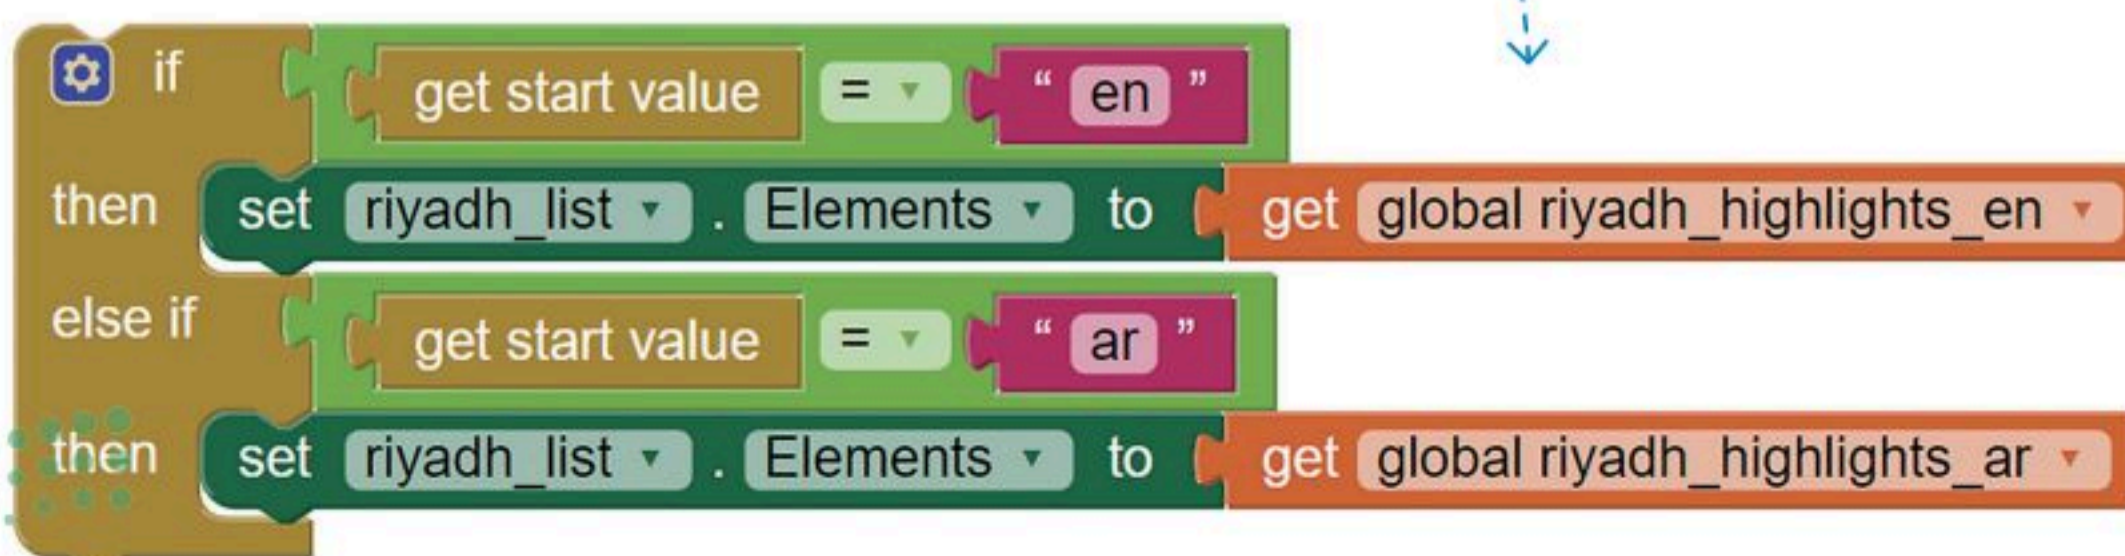 if get start value = “ en ”
then set riyadh_list . Elements to get global riyadh_highlights_en
else if get start value = “ ar ”
then set riyadh_list . Elements to get global riyadh_highlights_ar